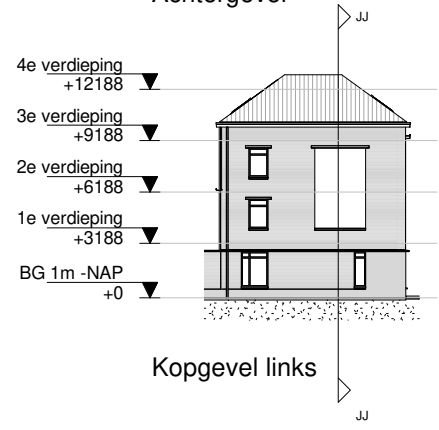 Achtergevel
JJ
4e verdieping
+12188
3e verdieping
+9188
2e verdieping
+6188
1e verdieping
+3188
BG 1m -NAP
+0
Kopgevel links
JJ